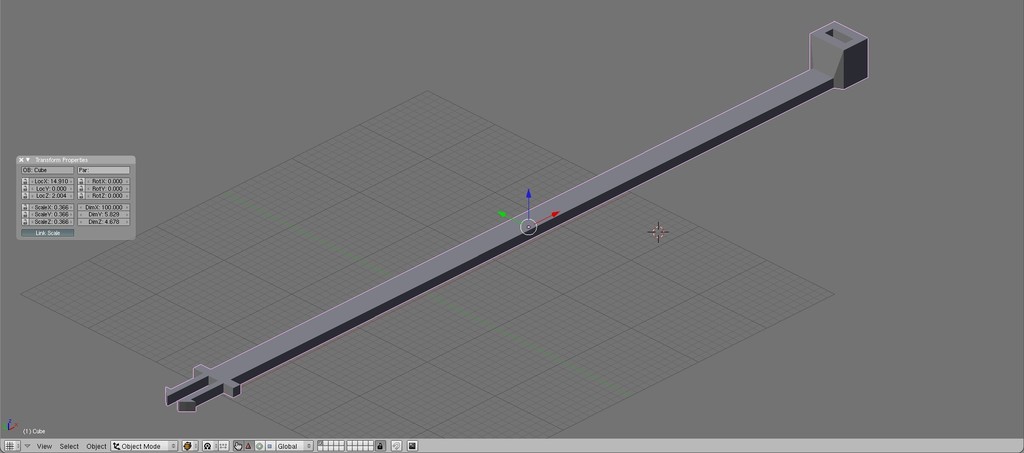 Transform Properties
OB: Cube Par:
LocX: 14.910 RotX: 0.000
LocY: 0.000 RotY: 0.000
LocZ: 2.004 RotZ: 0.000
ScaleX: 0.366 DimX: 100.000
ScaleY: 0.366 DimY: 5.829
ScaleZ: 0.366 DimZ: 4.678
Link Scale
(1) Cube
View Select Object Object Mode Global